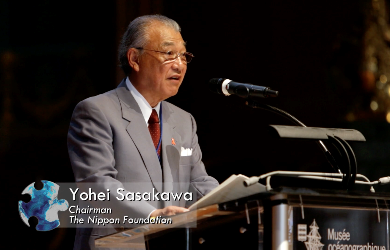 Yohei Sasakawa
Chairman
The Nippon Foundation
Musée
océanographique